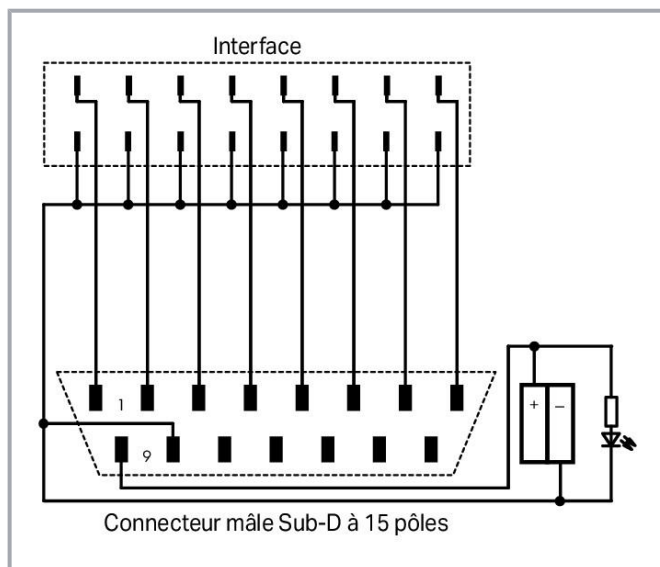 Interface
1
+ −
9
Connecteur mâle Sub-D à 15 pôles